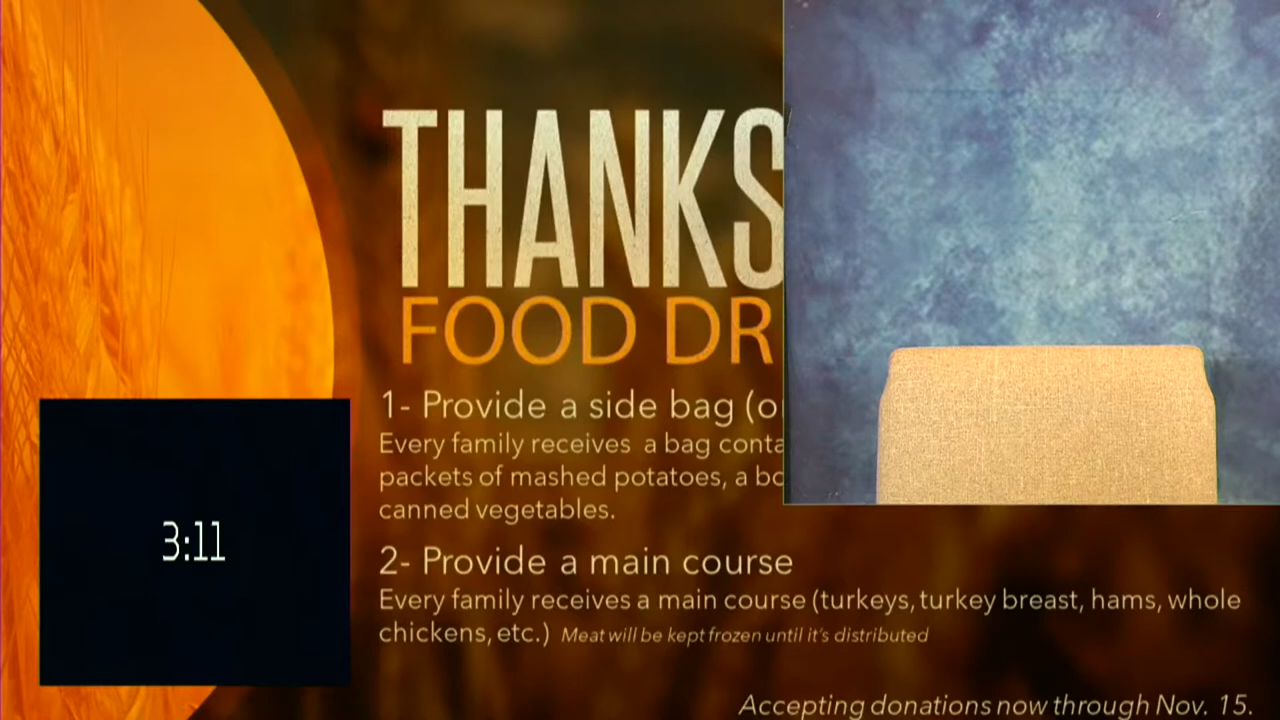 THANKS
FOOD DR
1- Provide a side bag (o
Every family receives a bag conta
packets of mashed potatoes, a bo
canned vegetables.
3:11
2- Provide a main course
Every family receives a main course (turkeys, turkey breast, hams, whole
chickens, etc.) Meat will be kept frozen until it's distributed
Accepting donations now through Nov. 15.